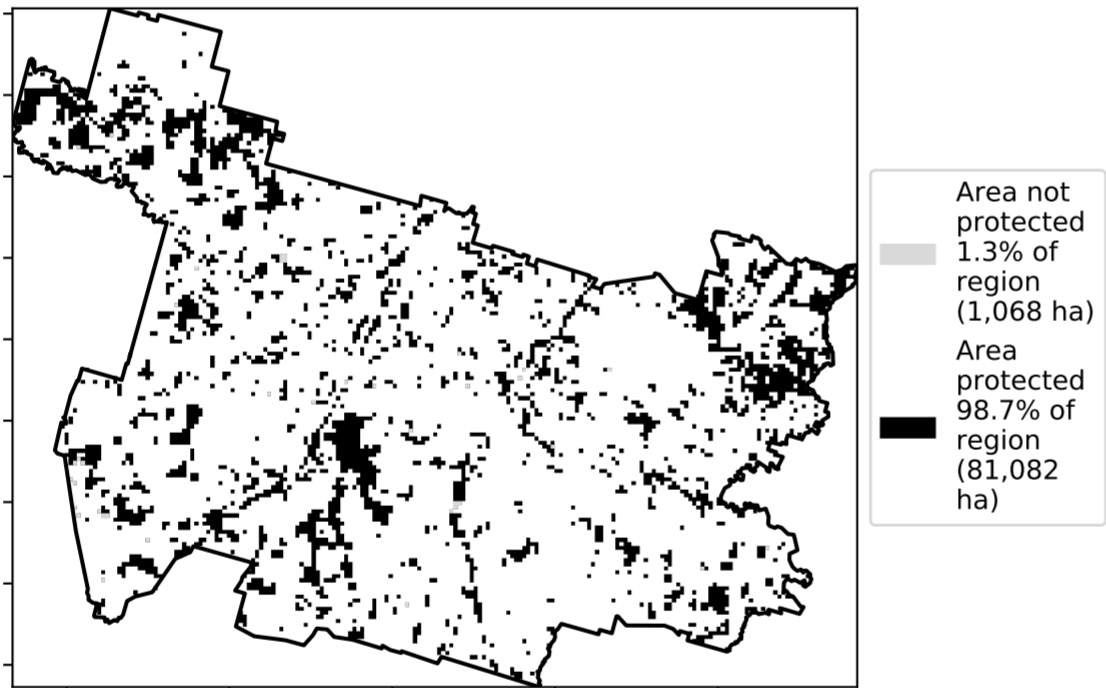 Area not
protected
1.3% of
region
(1,068 ha)
Area
protected
98.7% of
region
(81,082
ha)